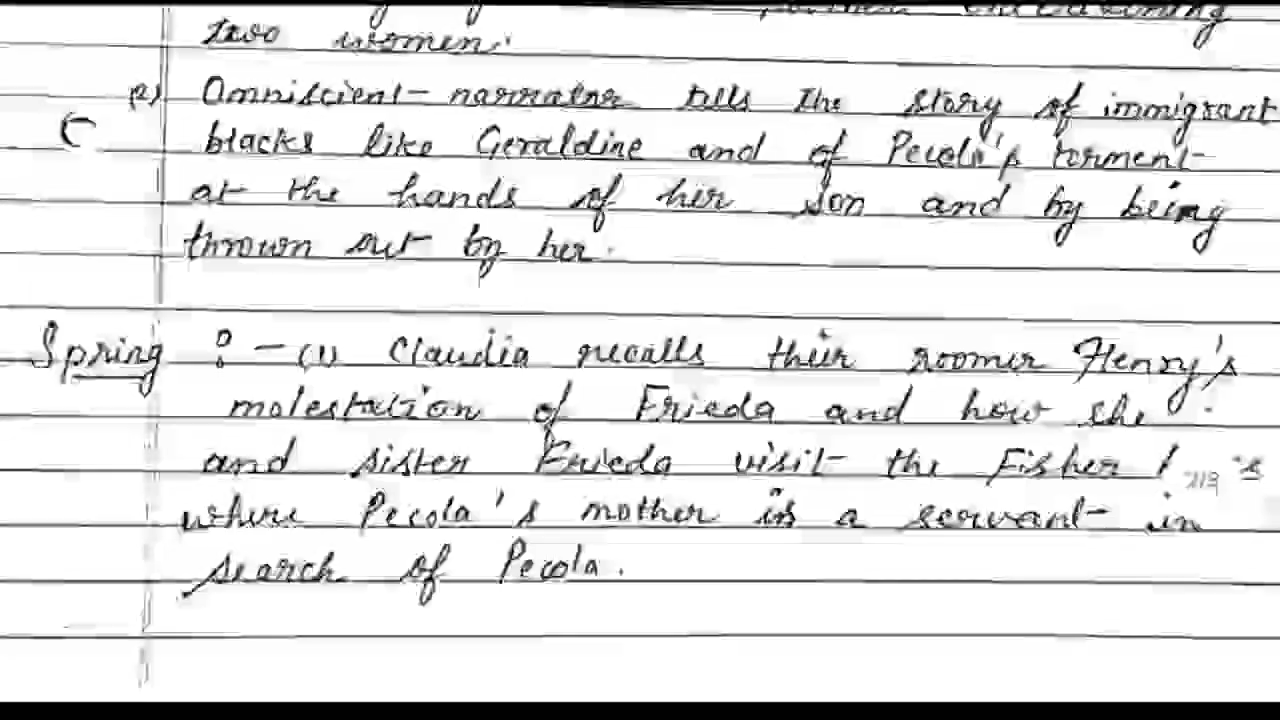 two women.
(2) Omniscient narrator tells the story of immigrant
blacks like Geraldine and of Pecola's torment
at the hands of her son and by being
thrown out by her.
Spring :- (1) Claudia recalls their roomer Henry's
molestation of Frieda and how she
and sister Frieda visit the Fisher
where Pecola's mother is a servant in
search of Pecola.